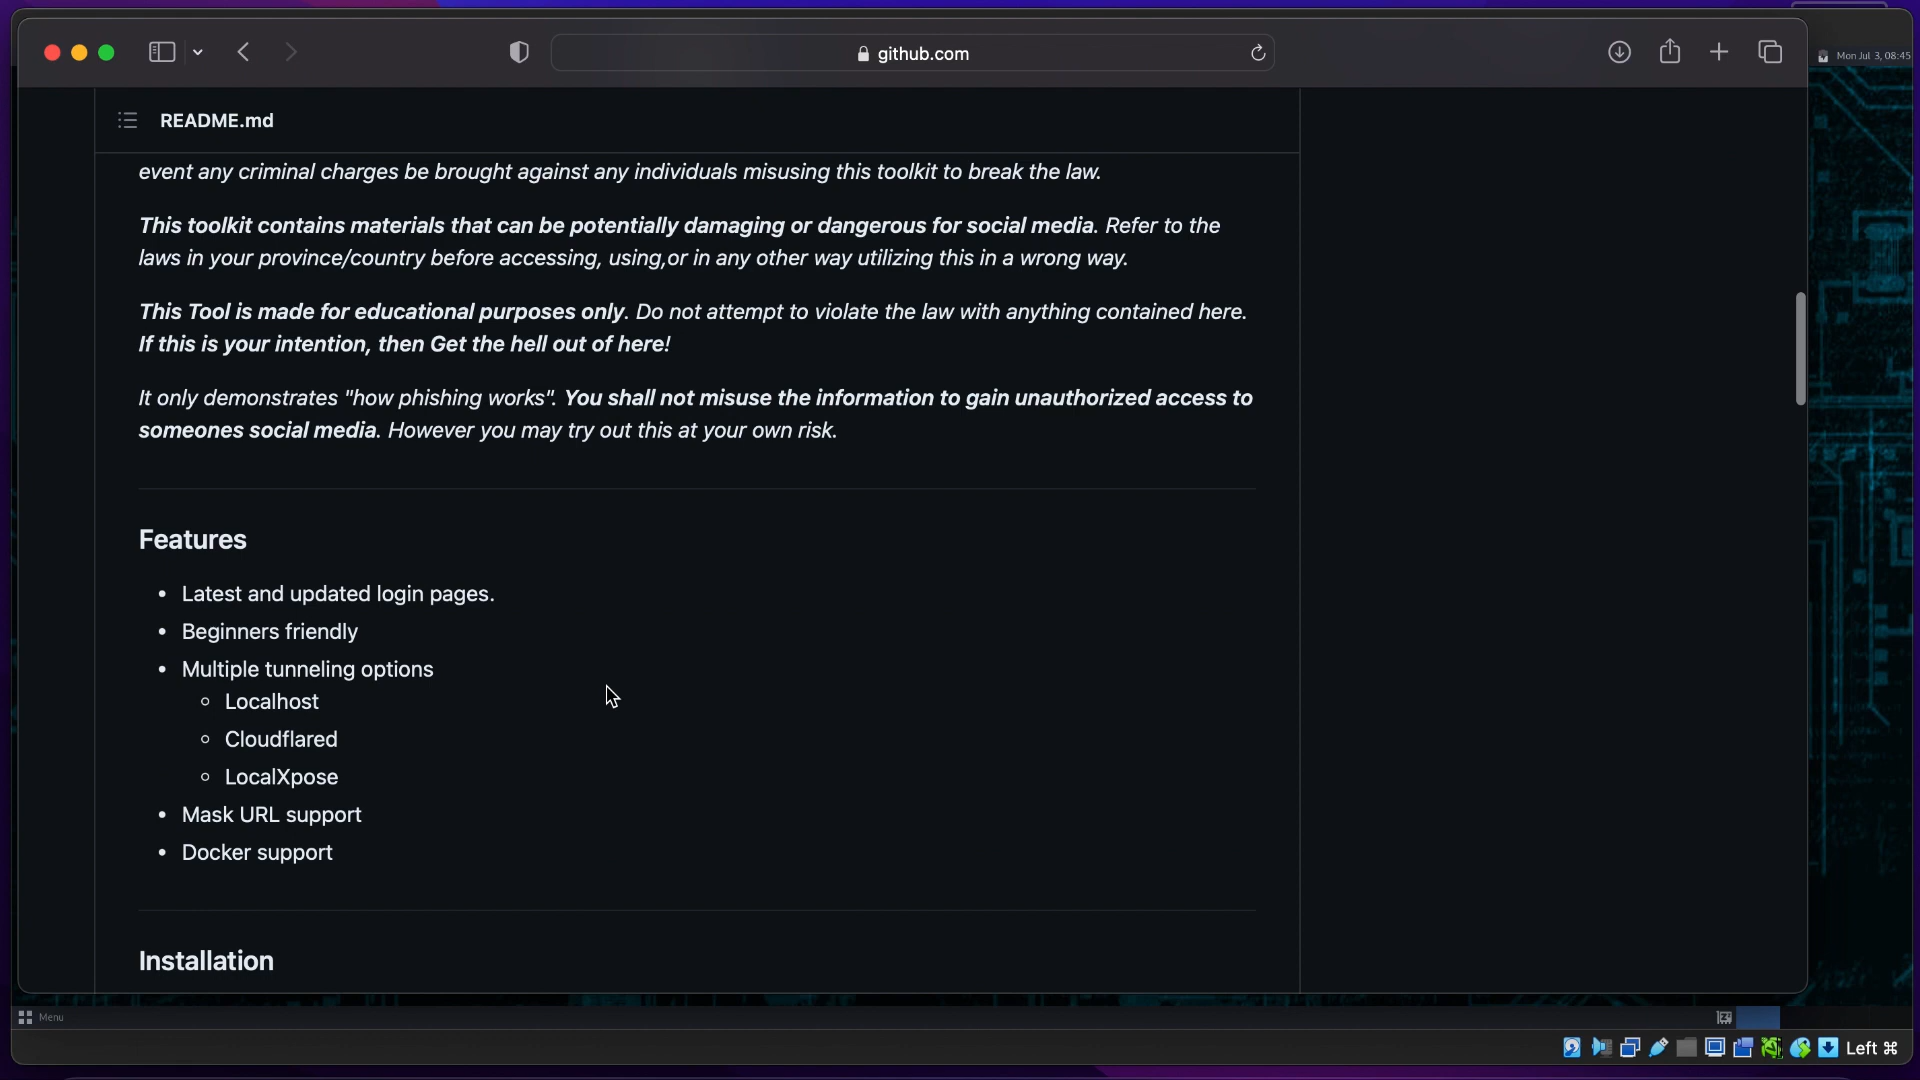 github.com
Mon Jul 3, 08:45
README.md
event any criminal charges be brought against any individuals misusing this toolkit to break the law.
This toolkit contains materials that can be potentially damaging or dangerous for social media. Refer to the
laws in your province/country before accessing, using,or in any other way utilizing this in a wrong way.
This Tool is made for educational purposes only. Do not attempt to violate the law with anything contained here.
If this is your intention, then Get the hell out of here!
It only demonstrates "how phishing works". You shall not misuse the information to gain unauthorized access to
someones social media. However you may try out this at your own risk.
Features
• Latest and updated login pages.
• Beginners friendly
• Multiple tunneling options
○ Localhost
○ Cloudflared
○ LocalXpose
• Mask URL support
• Docker support
Installation
Menu
Left ⌘